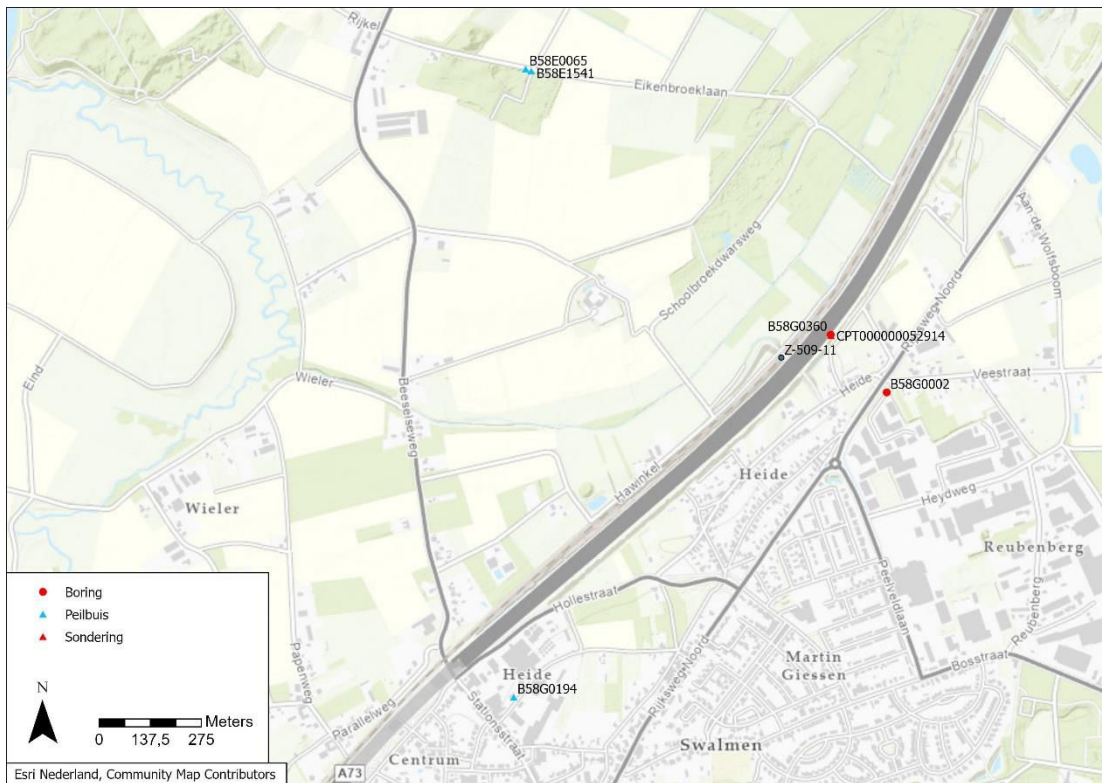 Rijkel
B58E0065
B58E1541
Eikenbroeklaan
Aan de Wolfsboom
Schoolbroekdwarsweg
Rijksweg-Noord
B58G0360
CPT000000052914
Z-509-11
Eind
Wieler
Beeselseweg
Heide
Veestraat
B58G0002
Hawinkel
Heide
Heydweg
Wieler
Reubenberg
Peelveldlaan
Reubenberg
Hollestraat
Boring
Peilbuis
Sondering
Papenweg
Rijksweg-Noord
Martin
Giessen
Bosstraat
Heide
B58G0194
N
Meters
0 137,5 275
Parallelweg
Stationsstraat
Swalmen
Centrum
A73
Esri Nederland, Community Map Contributors